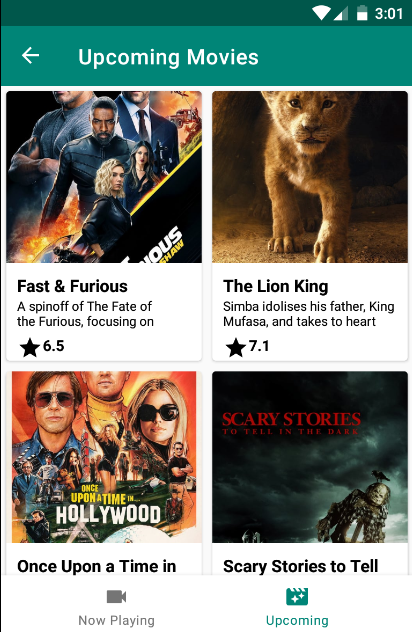 3:01
Upcoming Movies
SHAW
Fast & Furious
A spinoff of The Fate of
the Furious, focusing on
6.5
The Lion King
Simba idolises his father, King
Mufasa, and takes to heart
7.1
ONCE
UPON A TIME IN...
HOLLYWOOD
SCARY STORIES
TO TELL IN THE DARK
Once Upon a Time in
Scary Stories to Tell
Now Playing
Upcoming